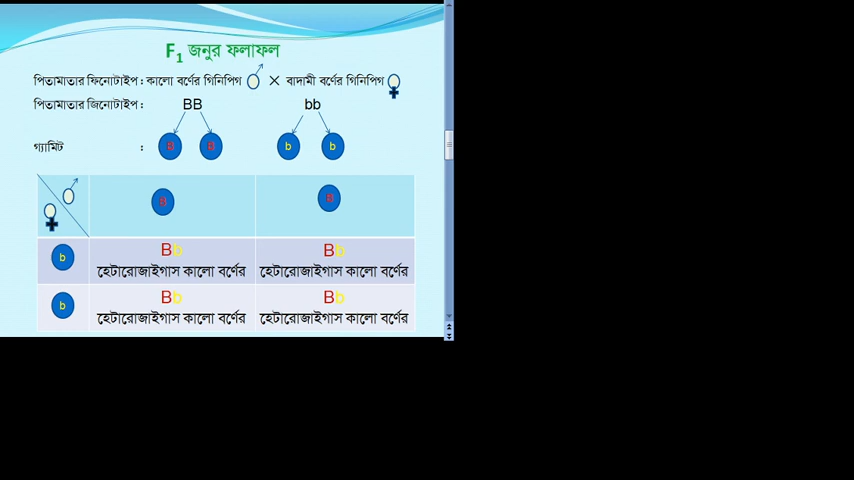 F1 জনুর ফলাফল
পিতামাতার ফিনোটাইপ : কালো বর্ণের গিনিপিগ × বাদামী বর্ণের গিনিপিগ
পিতামাতার জিনোটাইপ : BB bb
গ্যামিট : B B b b
B B
b Bb Bb
হেটারোজাইগাস কালো বর্ণের হেটারোজাইগাস কালো বর্ণের
b Bb Bb
হেটারোজাইগাস কালো বর্ণের হেটারোজাইগাস কালো বর্ণের